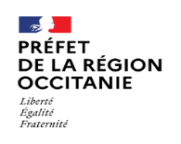 PRÉFET
DE LA RÉGION
OCCITANIE
Liberté
Égalité
Fraternité